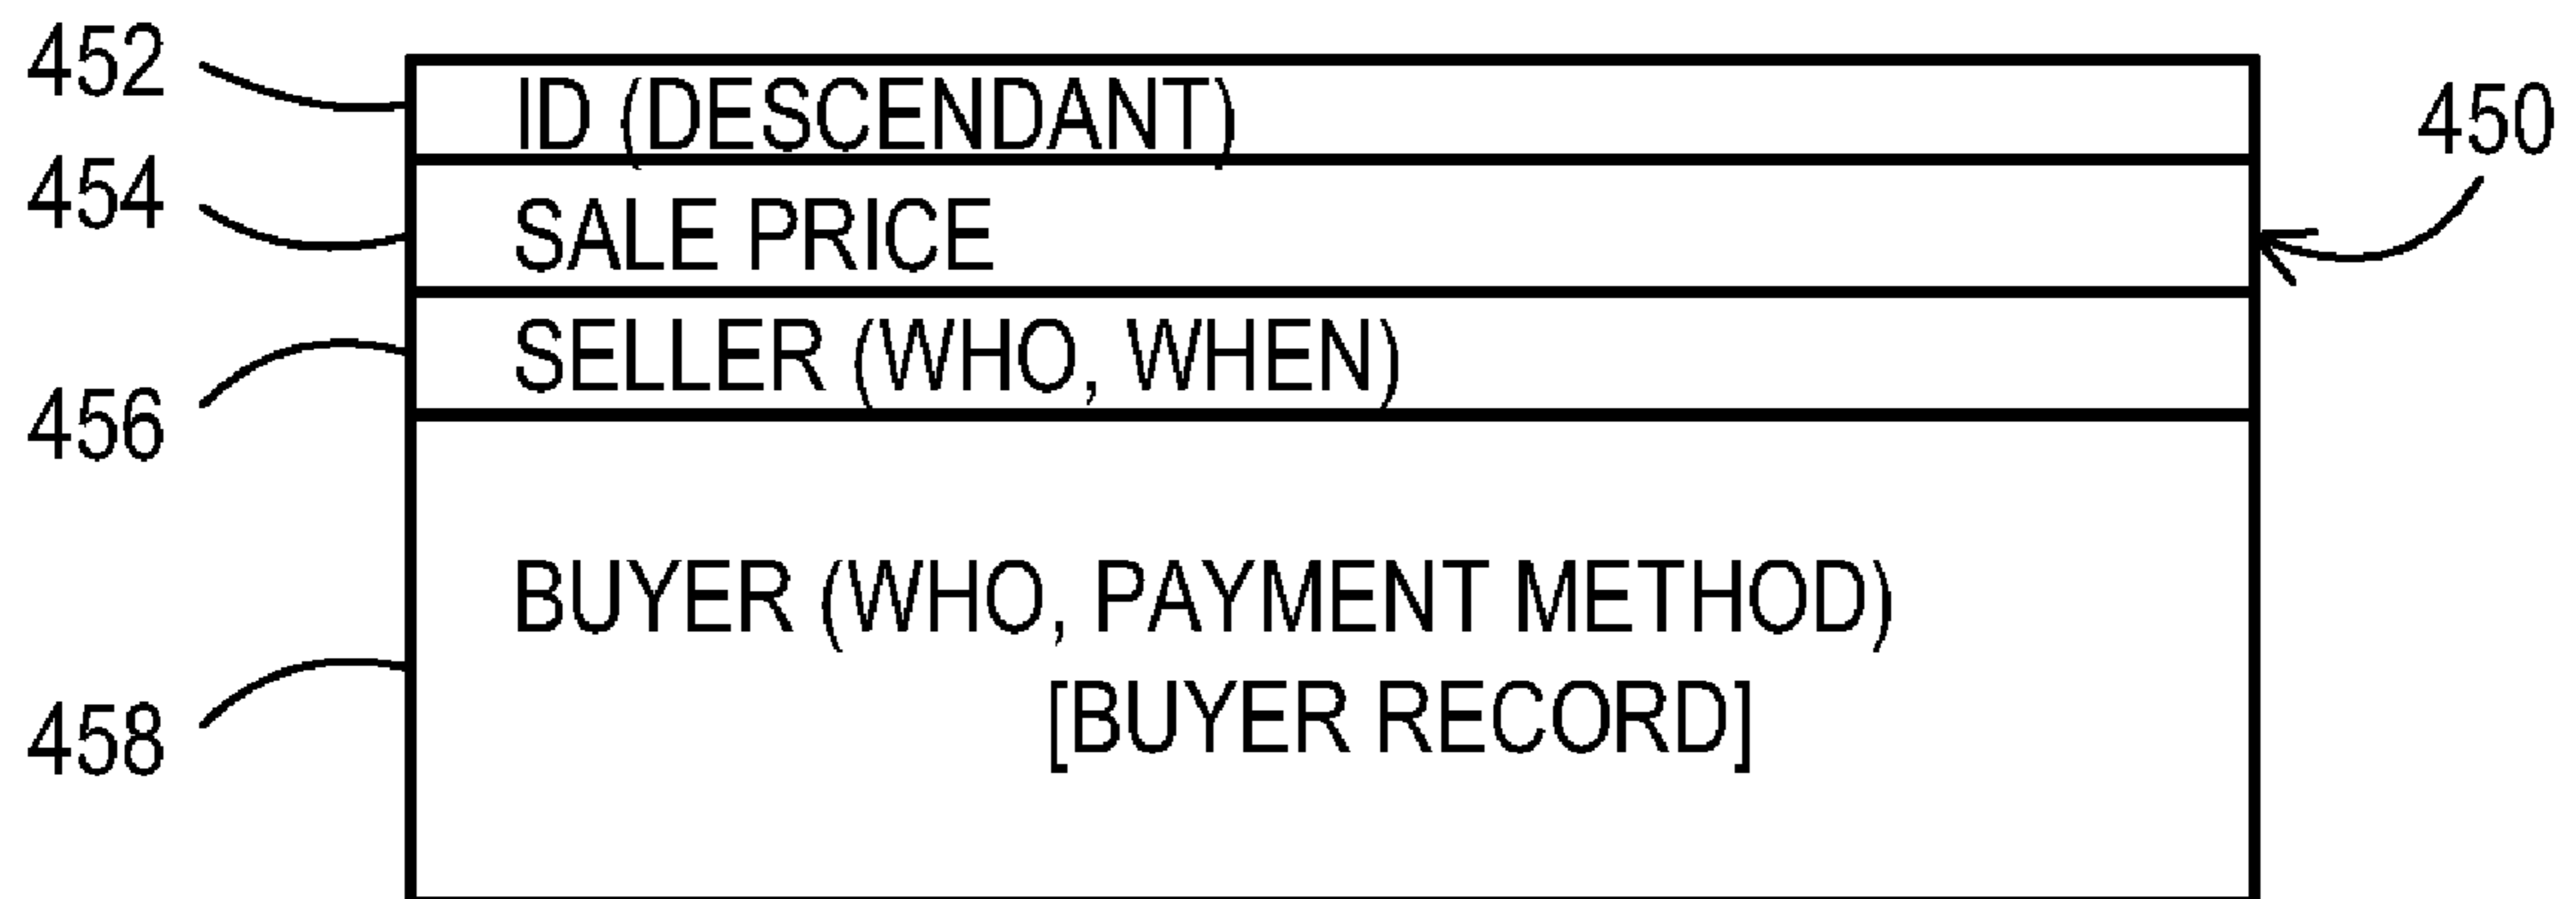 452
ID (DESCENDANT)
450
454
SALE PRICE
SELLER (WHO, WHEN)
456
BUYER (WHO, PAYMENT METHOD)
[BUYER RECORD]
458